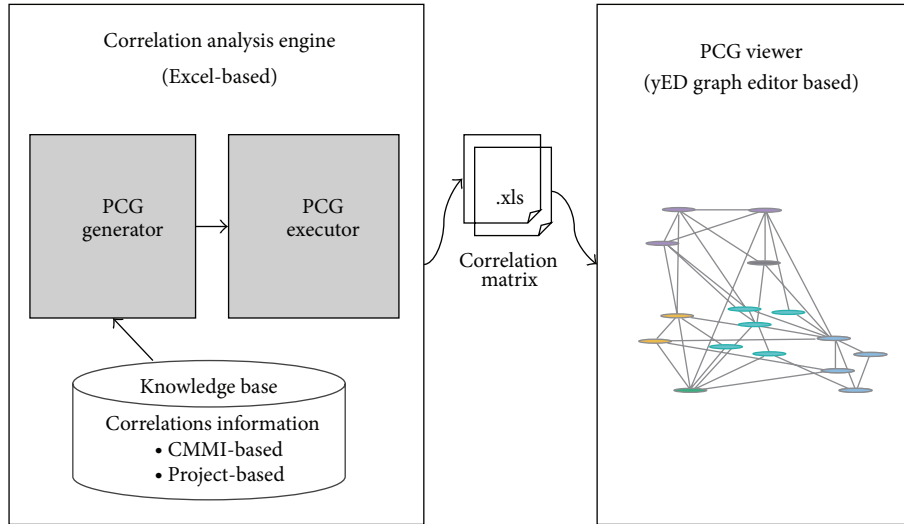 Correlation analysis engine
(Excel-based)
PCG
generator
PCG
executor
Knowledge base
Correlations information
• CMMI-based
• Project-based
.xls
Correlation
matrix
PCG viewer
(yED graph editor based)